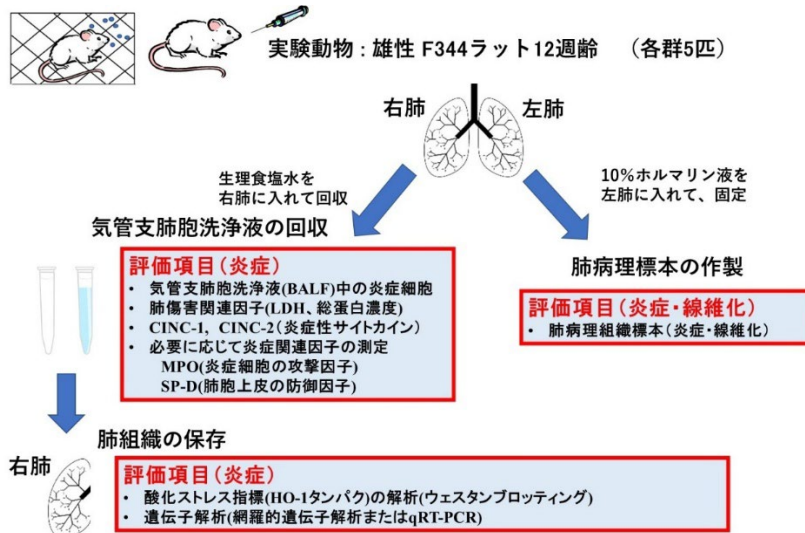 実験動物：雄性 F344ラット12週齢　（各群5匹）
右肺
左肺
生理食塩水を
右肺に入れて回収
10%ホルマリン液を
左肺に入れて、固定
気管支肺胞洗浄液の回収
評価項目（炎症）
・ 気管支肺胞洗浄液(BALF)中の炎症細胞
・ 肺傷害関連因子(LDH、総蛋白濃度)
・ CINC-1, CINC-2（炎症性サイトカイン）
・ 必要に応じて炎症関連因子の測定
MPO(炎症細胞の攻撃因子)
SP-D(肺胞上皮の防御因子)
肺病理標本の作製
評価項目（炎症・線維化）
・ 肺病理組織標本（炎症・線維化）
肺組織の保存
右肺
評価項目（炎症）
・ 酸化ストレス指標(HO-1タンパク)の解析(ウェスタンブロッティング)
・ 遺伝子解析(網羅的遺伝子解析またはqRT-PCR)